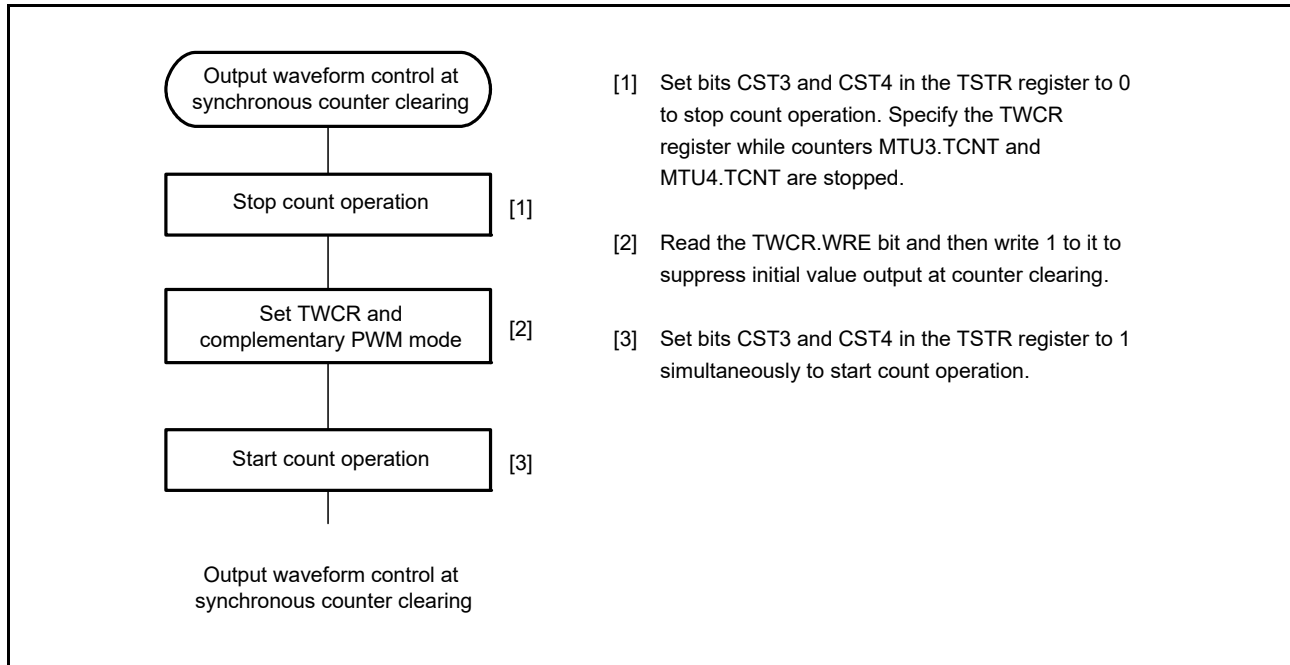 Output waveform control at
synchronous counter clearing
Stop count operation
[1]
Set TWCR and
complementary PWM mode
[2]
Start count operation
[3]
Output waveform control at
synchronous counter clearing
[1] Set bits CST3 and CST4 in the TSTR register to 0
to stop count operation. Specify the TWCR
register while counters MTU3.TCNT and
MTU4.TCNT are stopped.
[2] Read the TWCR.WRE bit and then write 1 to it to
suppress initial value output at counter clearing.
[3] Set bits CST3 and CST4 in the TSTR register to 1
simultaneously to start count operation.